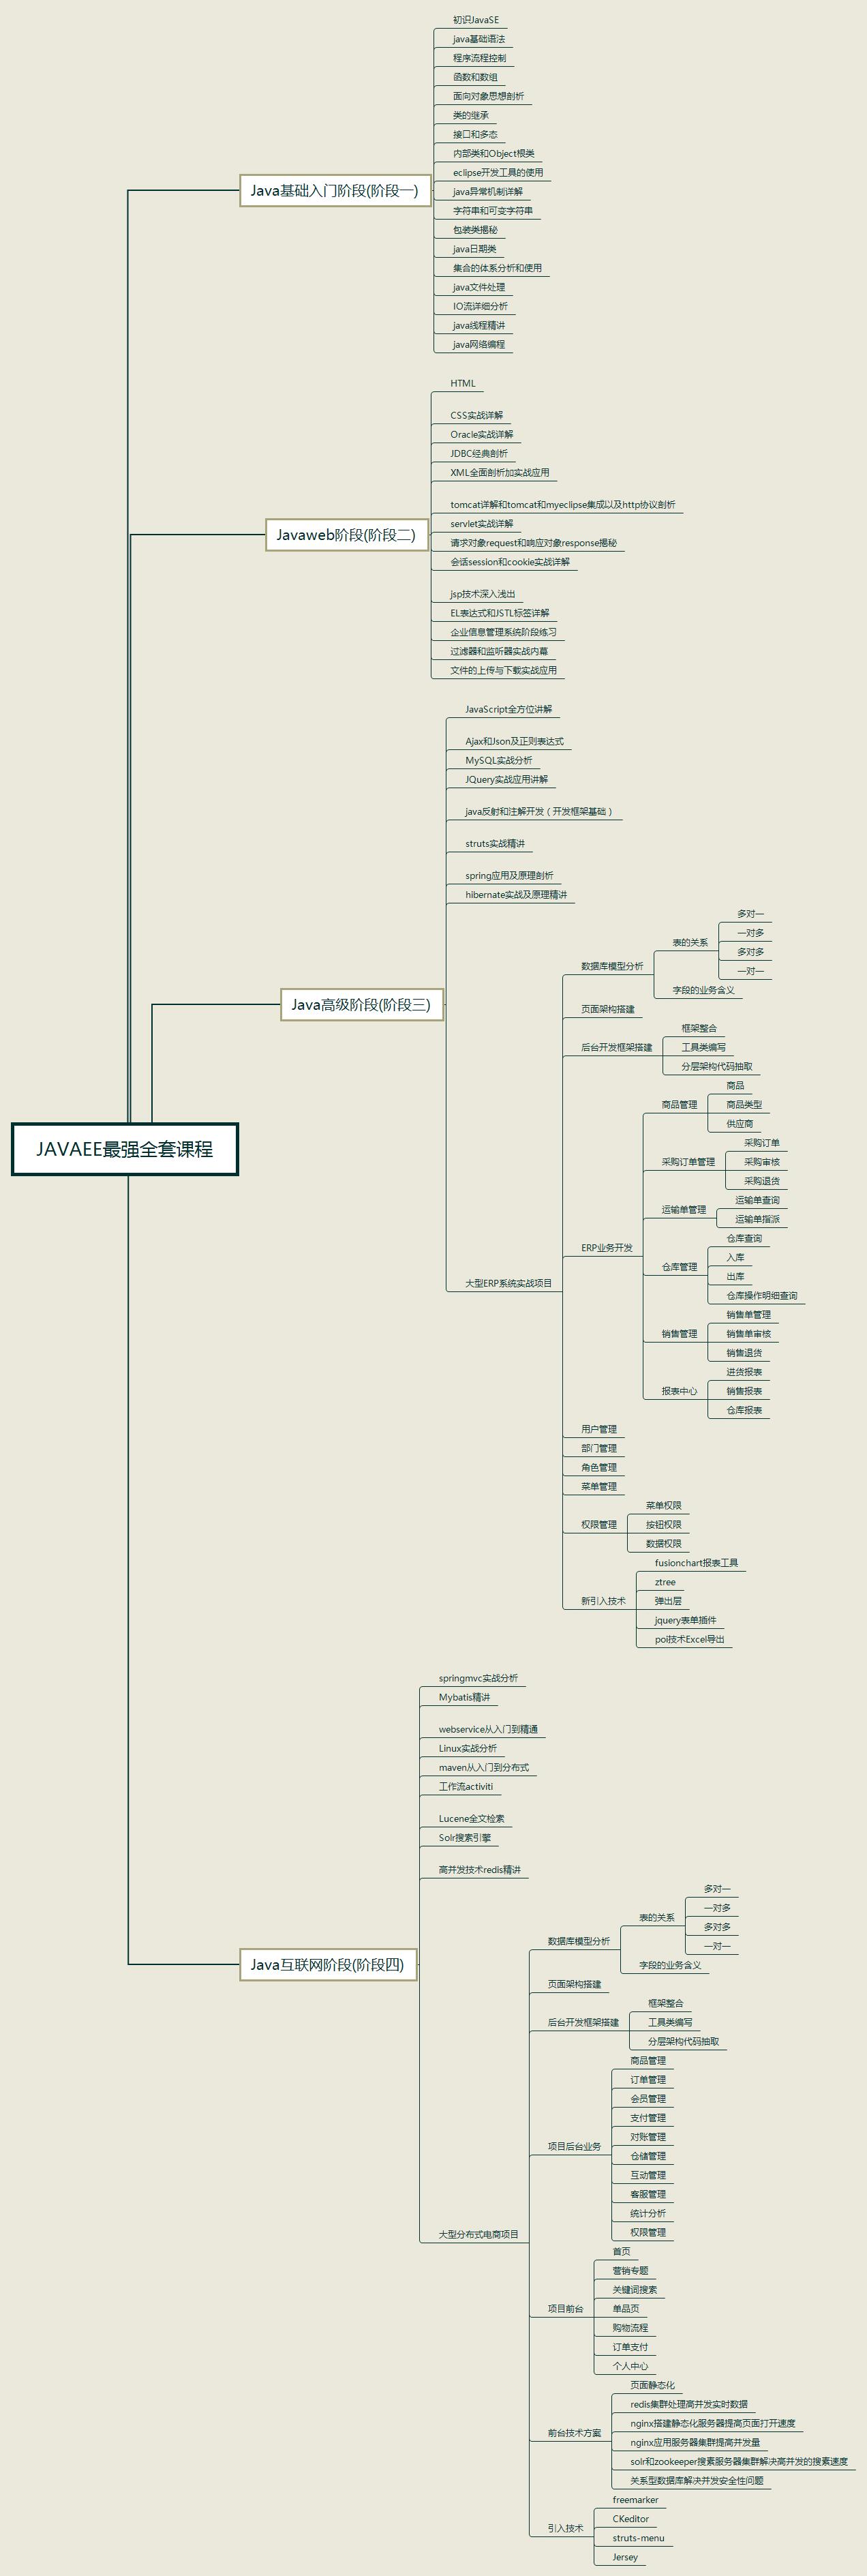 JAVAEE最强全套课程
Java基础入门阶段(阶段一)
初识JavaSE
java基础语法
程序流程控制
函数和数组
面向对象思想剖析
类的继承
接口和多态
内部类和Object根类
eclipse开发工具的使用
java异常机制详解
字符串和可变字符串
包装类揭秘
java日期类
集合的体系分析和使用
java文件处理
IO流详细分析
java线程精讲
java网络编程
Javaweb阶段(阶段二)
HTML
CSS实战详解
Oracle实战详解
JDBC经典剖析
XML全面剖析加实战应用
tomcat详解和tomcat和myeclipse集成以及http协议剖析
servlet实战详解
请求对象request和响应对象response揭秘
会话session和cookie实战详解
jsp技术深入浅出
EL表达式和JSTL标签详解
企业信息管理系统阶段练习
过滤器和监听器实战内幕
文件的上传与下载实战应用
Java高级阶段(阶段三)
JavaScript全方位讲解
Ajax和Json及正则表达式
MySQL实战分析
JQuery实战应用讲解
java反射和注解开发（开发框架基础）
struts实战精讲
spring应用及原理剖析
hibernate实战及原理精讲
大型ERP系统实战项目
数据库模型分析
表的关系
多对一
一对多
多对多
一对一
字段的业务含义
页面架构搭建
后台开发框架搭建
框架整合
工具类编写
分层架构代码抽取
ERP业务开发
商品管理
商品
商品类型
供应商
采购订单管理
采购订单
采购审核
采购退货
运输单管理
运输单查询
运输单指派
仓库管理
仓库查询
入库
出库
仓库操作明细查询
销售管理
销售单管理
销售单审核
销售退货
报表中心
进货报表
销售报表
仓库报表
用户管理
部门管理
角色管理
菜单管理
权限管理
菜单权限
按钮权限
数据权限
新引入技术
fusionchart报表工具
ztree
弹出层
jquery表单插件
poi技术Excel导出
Java互联网阶段(阶段四)
springmvc实战分析
Mybatis精讲
webservice从入门到精通
Linux实战分析
maven从入门到分布式
工作流activiti
Lucene全文检索
Solr搜索引擎
高并发技术redis精讲
大型分布式电商项目
数据库模型分析
表的关系
多对一
一对多
多对多
一对一
字段的业务含义
页面架构搭建
后台开发框架搭建
框架整合
工具类编写
分层架构代码抽取
项目后台业务
商品管理
订单管理
会员管理
支付管理
对账管理
仓储管理
互动管理
客服管理
统计分析
权限管理
项目前台
首页
营销专题
关键词搜索
单品页
购物流程
订单支付
个人中心
前台技术方案
页面静态化
redis集群处理高并发实时数据
nginx搭建静态化服务器提高页面打开速度
nginx应用服务器集群提高并发量
solr和zookeeper搜素服务器集群解决高并发的搜素速度
关系型数据库解决并发安全性问题
引入技术
freemarker
CKeditor
struts-menu
Jersey